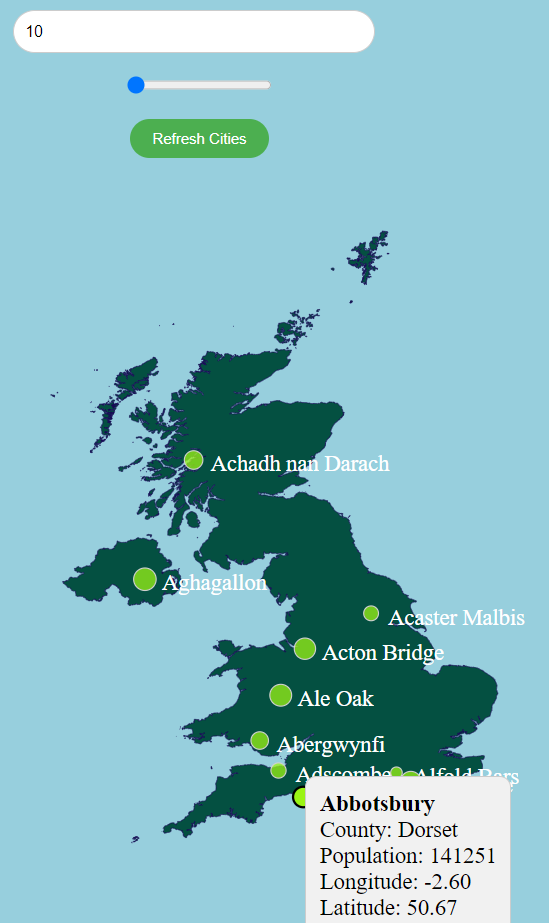 10
Refresh Cities
Achadh nan Darach
Aghagallon
Acaster Malbis
Acton Bridge
Ale Oak
Abergwynfi
Adscombe
Alfold Bars
Abbotsbury
County: Dorset
Population: 141251
Longitude: -2.60
Latitude: 50.67